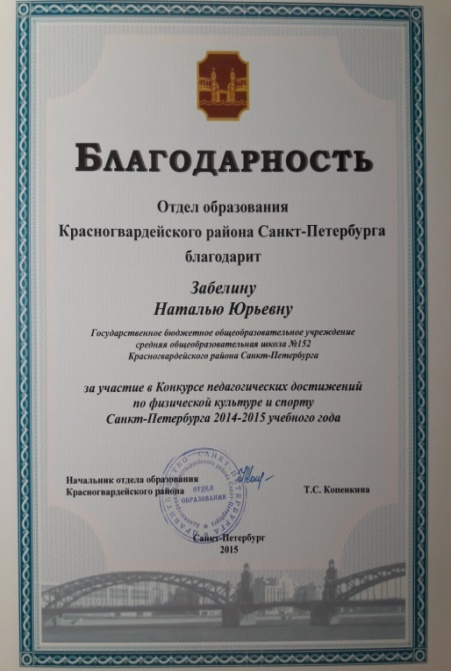 БЛАГОДАРНОСТЬ
Отдел образования
Красногвардейского района Санкт-Петербурга
благодарит
Забелину
Наталью Юрьевну
Государственное бюджетное общеобразовательное учреждение
средняя общеобразовательная школа №152
Красногвардейского района Санкт-Петербурга
за участие в Конкурсе педагогических достижений
по физической культуре и спорту
Санкт-Петербурга 2014-2015 учебного года
Начальник отдела образования
Красногвардейского района
Т.С. Копенкина
ОТДЕЛ
ОБРАЗОВАНИЯ
Санкт-Петербург
2015